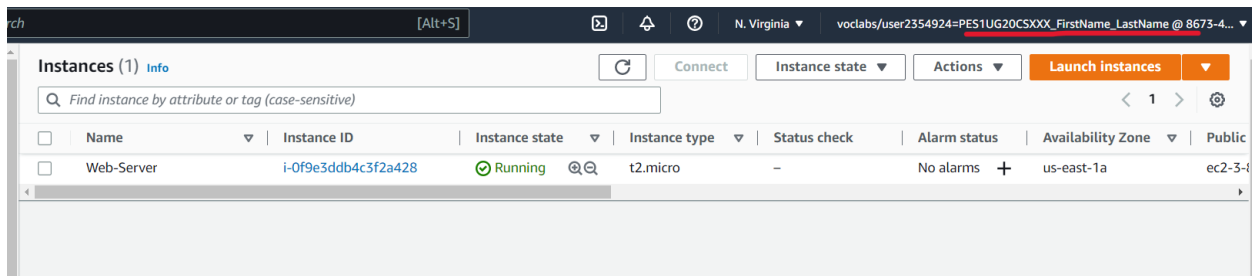 rch [Alt+S] N. Virginia ▼ voclabs/user2354924=PES1UG20CSXXX_FirstName_LastName @ 8673-4... ▼
Instances (1) Info Connect Instance state ▼ Actions ▼ Launch instances ▼
Find instance by attribute or tag (case-sensitive) < 1 >
Name Instance ID Instance state Instance type Status check Alarm status Availability Zone Public
Web-Server i-0f9e3ddb4c3f2a428 Running t2.micro – No alarms + us-east-1a ec2-3-8